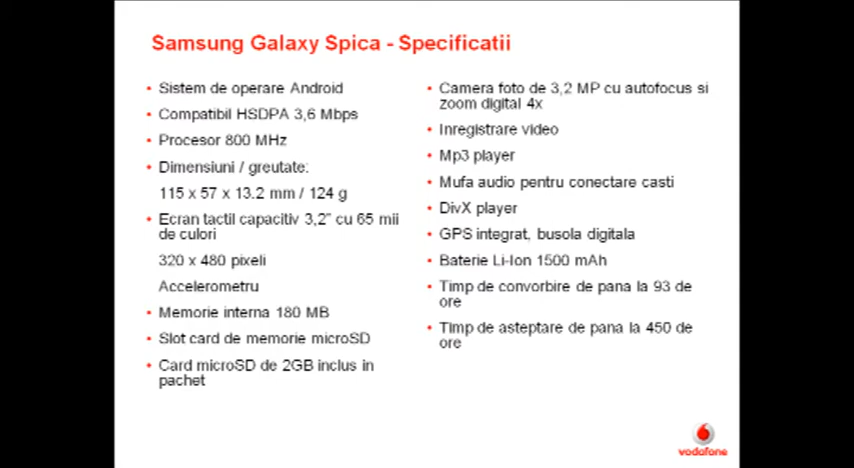 Samsung Galaxy Spica - Specificatii
• Sistem de operare Android
• Compatibil HSDPA 3,6 Mbps
• Procesor 800 MHz
• Dimensiuni / greutate:
115 x 57 x 13.2 mm / 124 g
• Ecran tactil capacitiv 3,2” cu 65 mii
de culori
320 x 480 pixeli
Accelerometru
• Memorie interna 180 MB
• Slot card de memorie microSD
• Card microSD de 2GB inclus in
pachet
• Camera foto de 3,2 MP cu autofocus si
zoom digital 4x
• Inregistrare video
• Mp3 player
• Mufa audio pentru conectare casti
• DivX player
• GPS integrat, busola digitala
• Baterie Li-Ion 1500 mAh
• Timp de convorbire de pana la 93 de
ore
• Timp de asteptare de pana la 450 de
ore
vodafone